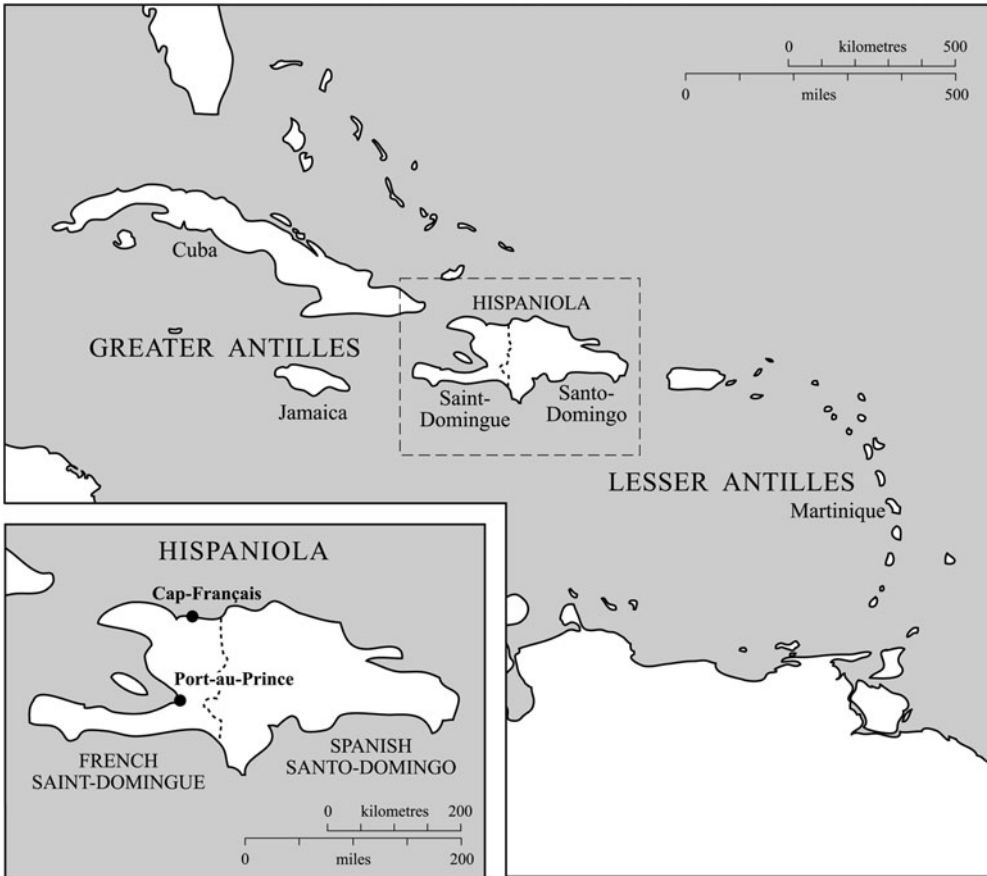 0 kilometres 500
0 miles 500
Cuba
HISPANIOLA
GREATER ANTILLES
Jamaica
Saint-
Domingue
Santo-
Domingo
LESSER ANTILLES
Martinique
HISPANIOLA
Cap-Français
Port-au-Prince
FRENCH
SAINT-DOMINGUE
SPANISH
SANTO-DOMINGO
0 kilometres 200
0 miles 200